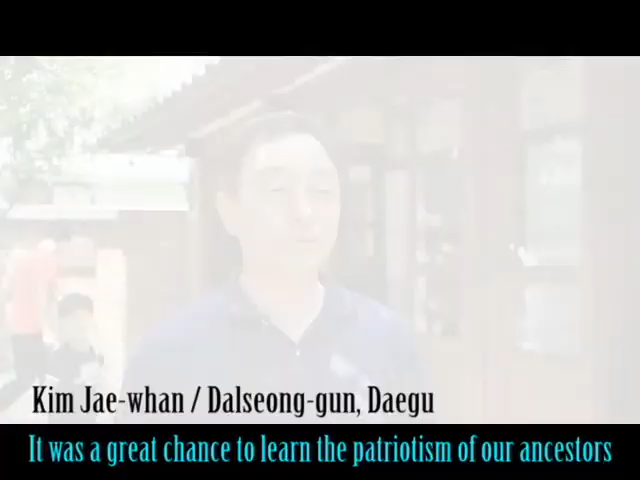 Kim Jae-whan / Dalseong-gun, Daegu
It was a great chance to learn the patriotism of our ancestors